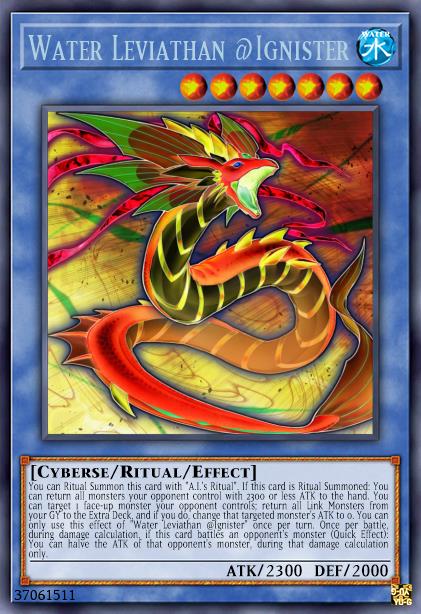 Water Leviathan @Ignister
WATER
水
[Cyberse/Ritual/Effect]
You can Ritual Summon this card with "A.I.'s Ritual". If this card is Ritual Summoned: You
can return all monsters your opponent control with 2300 or less ATK to the hand. You
can target 1 face-up monster your opponent controls; return all Link Monsters from
your GY to the Extra Deck, and if you do, change that targeted monster's ATK to 0. You can
only use this effect of "Water Leviathan @Ignister" once per turn. Once per battle,
during damage calculation, if this card battles an opponent's monster (Quick Effect):
You can halve the ATK of that opponent's monster, during that damage calculation
only.
ATK/2300 DEF/2000
37061511